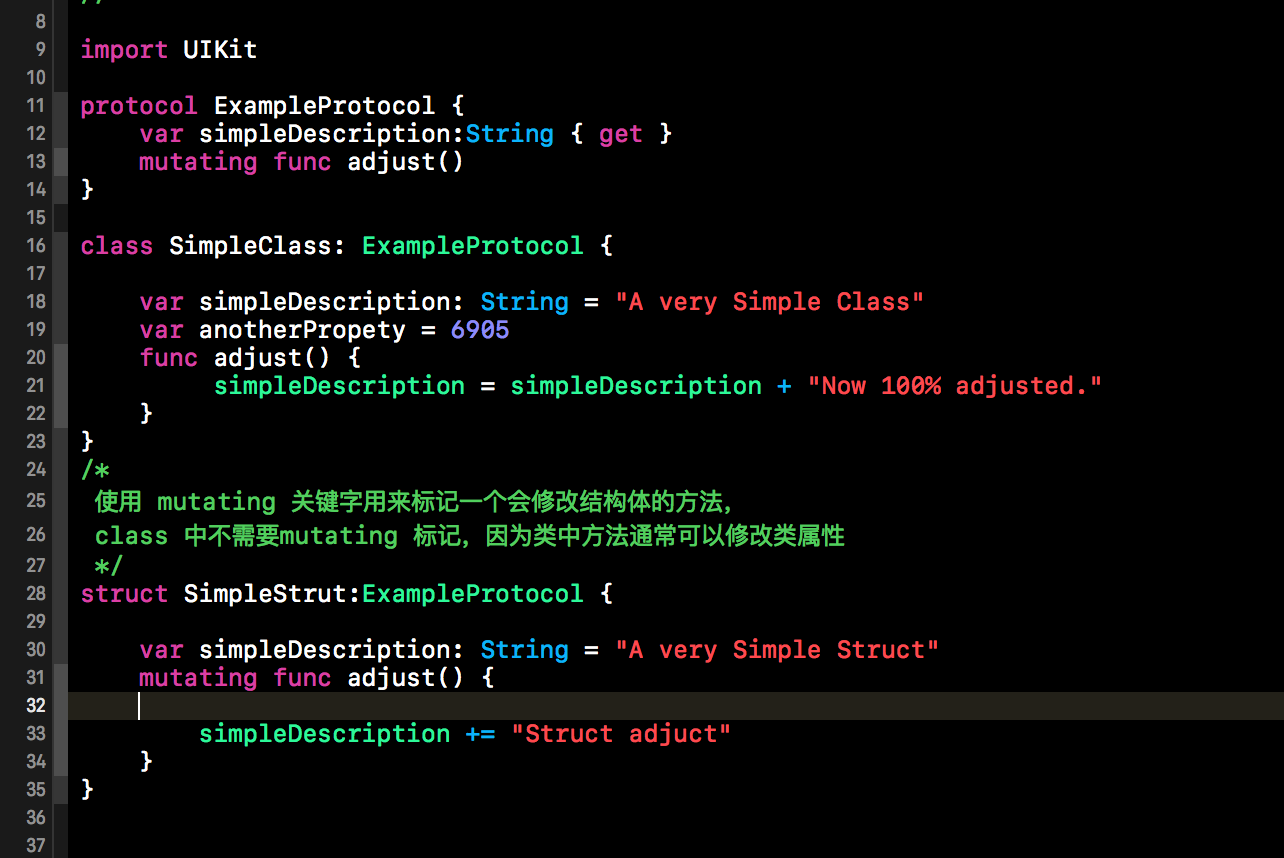 //
8
9 import UIKit
10
11 protocol ExampleProtocol {
12     var simpleDescription:String { get }
13     mutating func adjust()
14 }
15
16 class SimpleClass: ExampleProtocol {
17
18     var simpleDescription: String = "A very Simple Class"
19     var anotherPropety = 6905
20     func adjust() {
21          simpleDescription = simpleDescription + "Now 100% adjusted."
22     }
23 }
24 /*
25  使用 mutating 关键字用来标记一个会修改结构体的方法，
26  class 中不需要mutating 标记，因为类中方法通常可以修改类属性
27  */
28 struct SimpleStrut:ExampleProtocol {
29
30     var simpleDescription: String = "A very Simple Struct"
31     mutating func adjust() {
32
33         simpleDescription += "Struct adjuct"
34     }
35 }
36
37